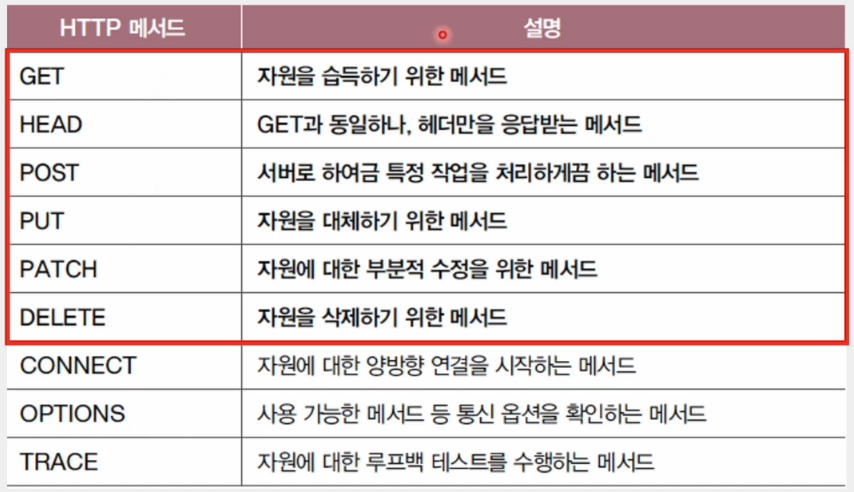 HTTP 메서드 설명
GET 자원을 습득하기 위한 메서드
HEAD GET과 동일하나, 헤더만을 응답받는 메서드
POST 서버로 하여금 특정 작업을 처리하게끔 하는 메서드
PUT 자원을 대체하기 위한 메서드
PATCH 자원에 대한 부분적 수정을 위한 메서드
DELETE 자원을 삭제하기 위한 메서드
CONNECT 자원에 대한 양방향 연결을 시작하는 메서드
OPTIONS 사용 가능한 메서드 등 통신 옵션을 확인하는 메서드
TRACE 자원에 대한 루프백 테스트를 수행하는 메서드